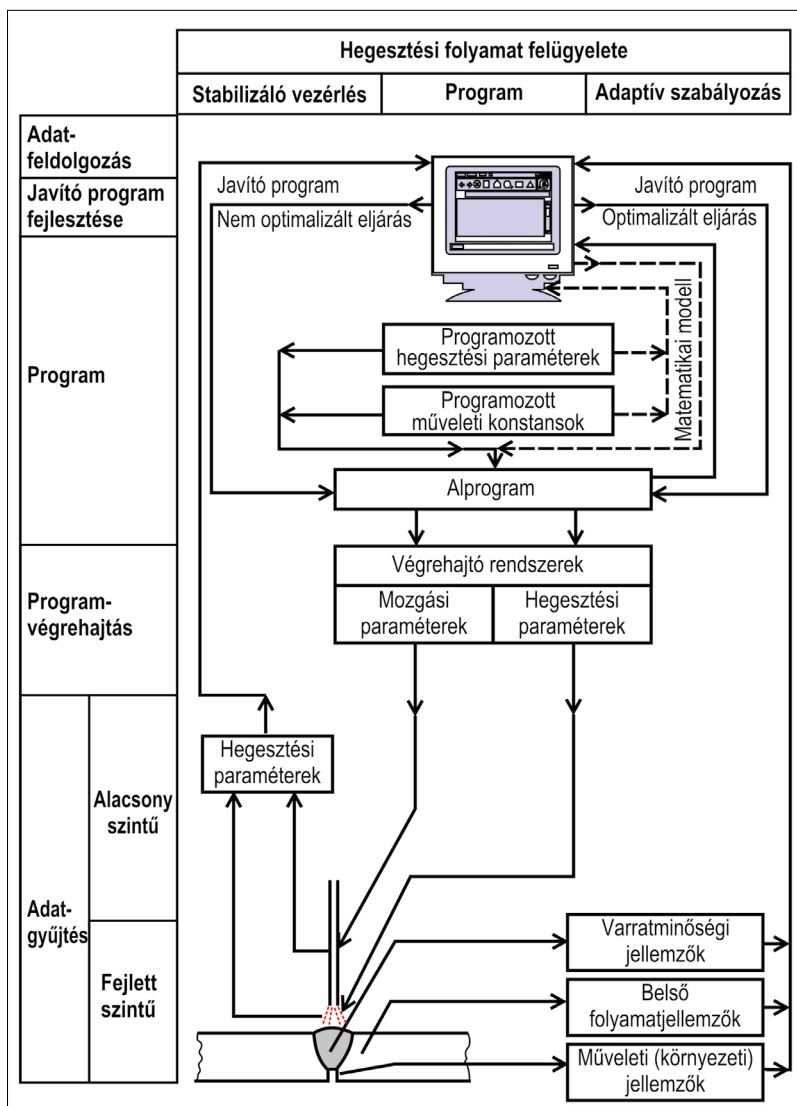 Hegesztési folyamat felügyelete
Stabilizáló vezérlés
Program
Adaptív szabályozás
Adat-
feldolgozás
Javító program
fejlesztése
Javító program
Nem optimalizált eljárás
Javító program
Optimalizált eljárás
Program
Programozott
hegesztési paraméterek
Programozott
műveleti konstansok
Matematikai modell
Alprogram
Program-
végrehajtás
Végrehajtó rendszerek
Mozgási
paraméterek
Hegesztési
paraméterek
Adat-
gyűjtés
Alacsony
szintű
Hegesztési
paraméterek
Fejlett
szintű
Varratminőségi
jellemzők
Belső
folyamatjellemzők
Műveleti (környezeti)
jellemzők